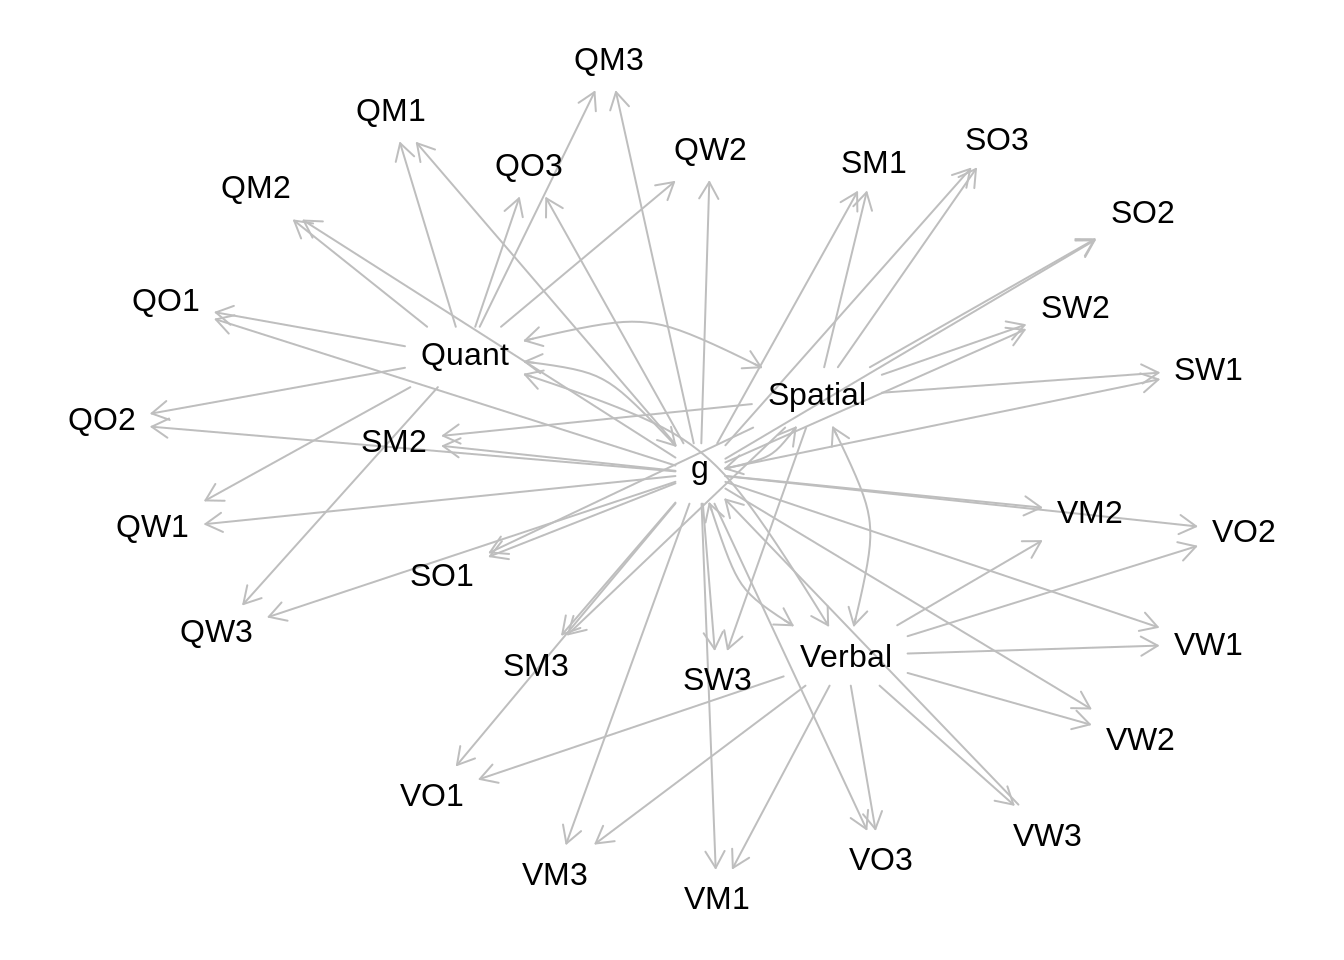 QM3
QM1
SO3
QW2
QO3
SM1
QM2
SO2
QO1
SW2
Quant
SW1
Spatial
QO2
SM2
g
VM2
QW1
VO2
SO1
QW3
VW1
Verbal
SM3
SW3
VW2
VO1
VW3
VO3
VM3
VM1